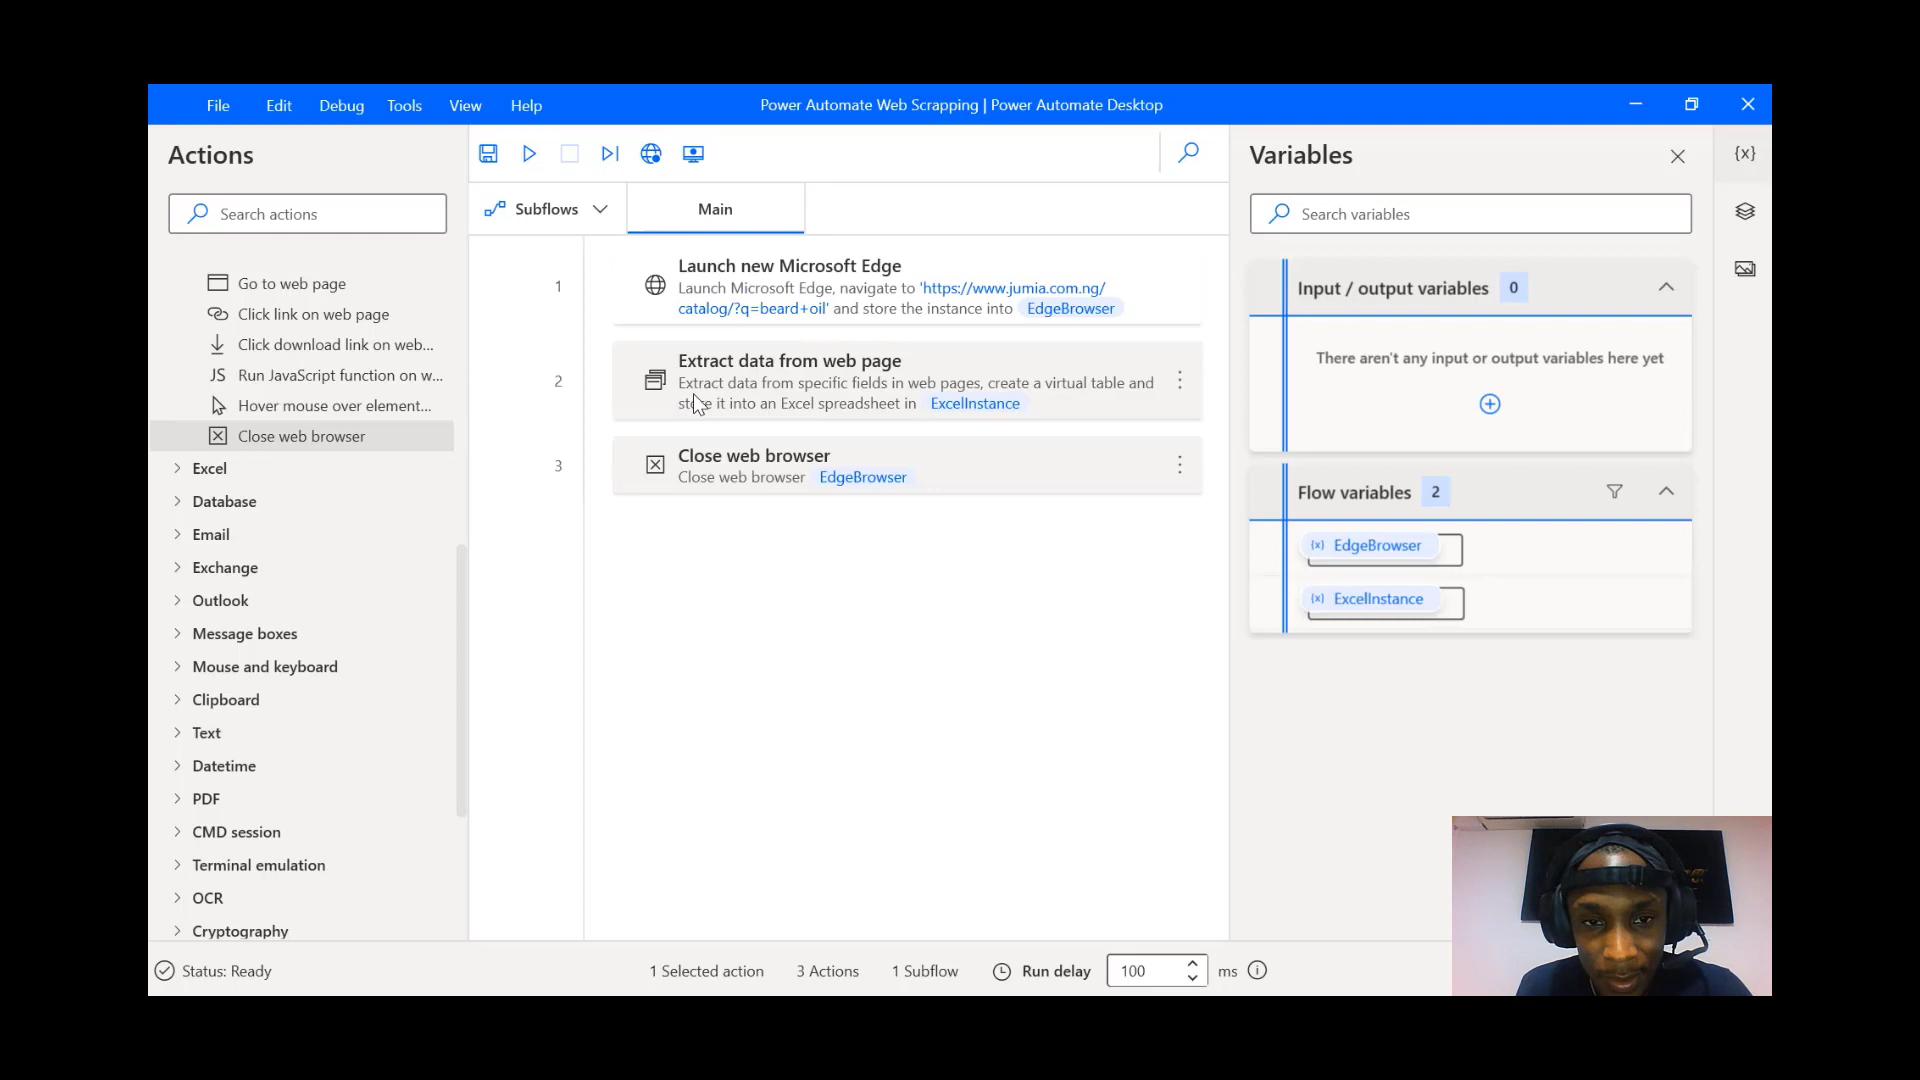 File Edit Debug Tools View Help
Power Automate Web Scrapping | Power Automate Desktop
Actions
Search actions
Go to web page
Click link on web page
Click download link on web...
JS Run JavaScript function on w...
Hover mouse over element...
Close web browser
Excel
Database
Email
Exchange
Outlook
Message boxes
Mouse and keyboard
Clipboard
Text
Datetime
PDF
CMD session
Terminal emulation
OCR
Cryptography
Subflows
Main
1
Launch new Microsoft Edge
Launch Microsoft Edge, navigate to 'https://www.jumia.com.ng/
catalog/?q=beard+oil' and store the instance into EdgeBrowser
2
Extract data from web page
Extract data from specific fields in web pages, create a virtual table and
store it into an Excel spreadsheet in ExcelInstance
3
Close web browser
Close web browser EdgeBrowser
Variables
{x}
Search variables
Input / output variables 0
There aren't any input or output variables here yet
Flow variables 2
{x} EdgeBrowser
{x} ExcelInstance
Status: Ready
1 Selected action
3 Actions
1 Subflow
Run delay
100
ms